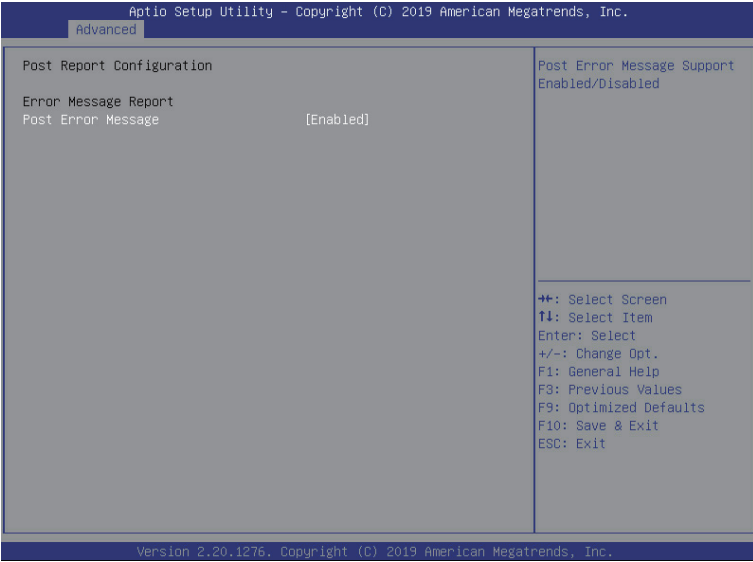 Aptio Setup Utility – Copyright (C) 2019 American Megatrends, Inc.
Advanced
Post Report Configuration
Error Message Report
Post Error Message [Enabled]
Post Error Message Support
Enabled/Disabled
→←: Select Screen
↑↓: Select Item
Enter: Select
+/-: Change Opt.
F1: General Help
F3: Previous Values
F9: Optimized Defaults
F10: Save & Exit
ESC: Exit
Version 2.20.1276. Copyright (C) 2019 American Megatrends, Inc.